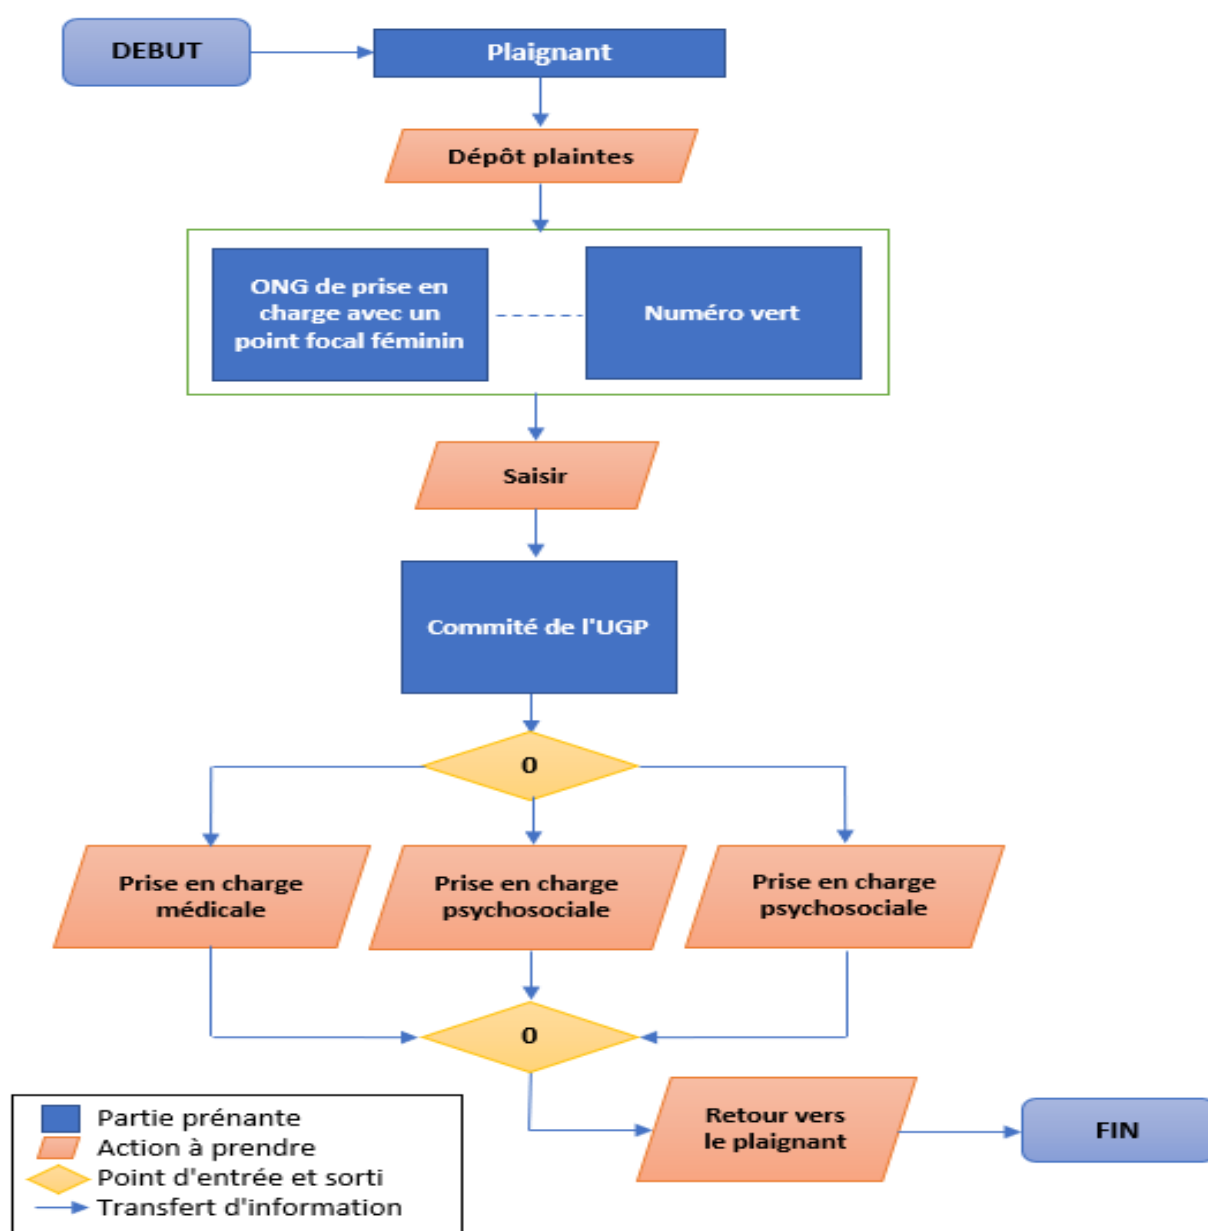 DEBUT
Plaignant
Dépôt plaintes
ONG de prise en
charge avec un
point focal féminin
Numéro vert
Saisir
Commité de l'UGP
0
Prise en charge
médicale
Prise en charge
psychosociale
Prise en charge
psychosociale
0
Retour vers
le plaignant
FIN
Partie prénante
Action à prendre
Point d'entrée et sorti
Transfert d'information